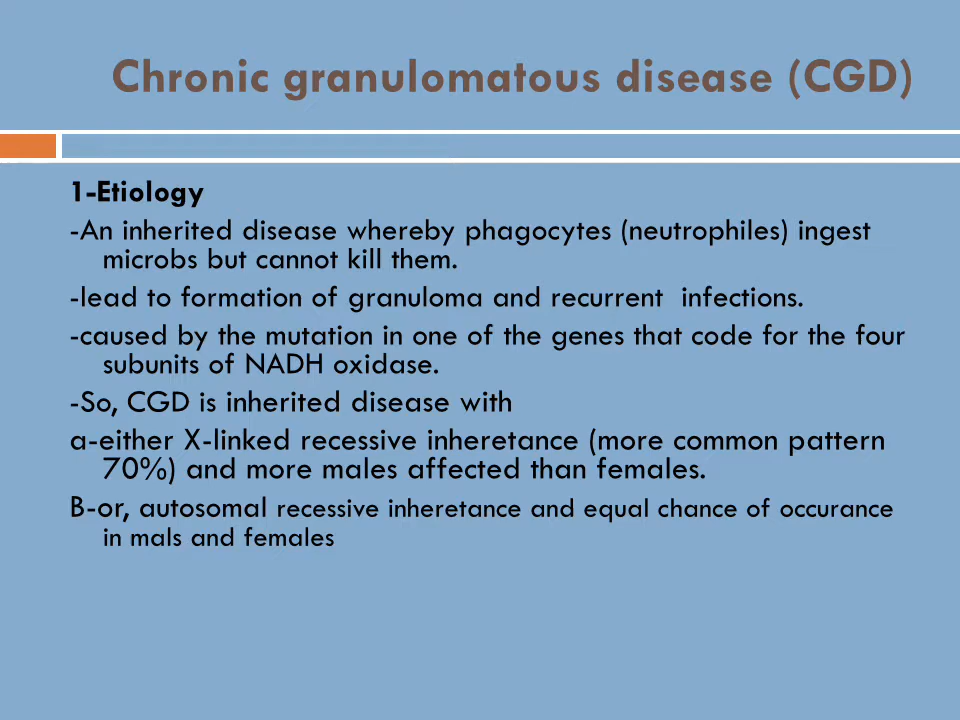 Chronic granulomatous disease (CGD)
1-Etiology
-An inherited disease whereby phagocytes (neutrophiles) ingest
microbs but cannot kill them.
-lead to formation of granuloma and recurrent  infections.
-caused by the mutation in one of the genes that code for the four
subunits of NADH oxidase.
-So, CGD is inherited disease with
a-either X-linked recessive inheretance (more common pattern
70%) and more males affected than females.
B-or, autosomal recessive inheretance and equal chance of occurance
in mals and females